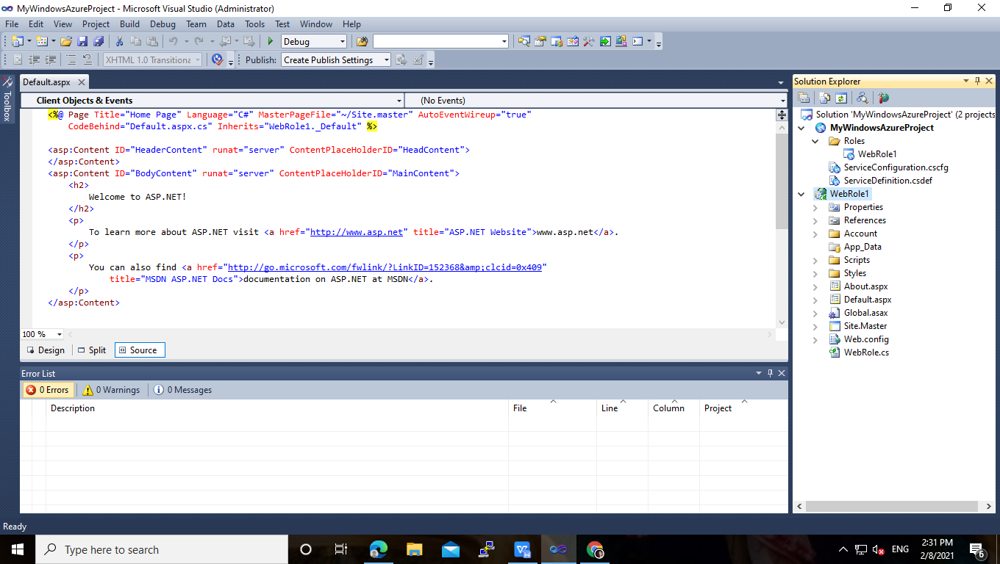 MyWindowsAzureProject - Microsoft Visual Studio (Administrator)
File Edit View Project Build Debug Team Data Tools Test Window Help
Debug
XHTML 1.0 Transitiona
Publish: Create Publish Settings
Toolbox
Default.aspx
Client Objects & Events
(No Events)
<%@ Page Title="Home Page" Language="C#" MasterPageFile="~/Site.master" AutoEventWireup="true"
CodeBehind="Default.aspx.cs" Inherits="WebRole1._Default" %>
<asp:Content ID="HeaderContent" runat="server" ContentPlaceHolderID="HeadContent">
</asp:Content>
<asp:Content ID="BodyContent" runat="server" ContentPlaceHolderID="MainContent">
<h2>
Welcome to ASP.NET!
</h2>
<p>
To learn more about ASP.NET visit <a href="http://www.asp.net" title="ASP.NET Website">www.asp.net</a>.
</p>
<p>
You can also find <a href="http://go.microsoft.com/fwlink/?LinkID=152368&amp;clcid=0x409"
title="MSDN ASP.NET Docs">documentation on ASP.NET at MSDN</a>.
</p>
</asp:Content>
100 %
Design Split Source
Error List
0 Errors 0 Warnings 0 Messages
Description File Line Column Project
Solution Explorer
Solution 'MyWindowsAzureProject' (2 projects
MyWindowsAzureProject
Roles
WebRole1
ServiceConfiguration.cscfg
ServiceDefinition.csdef
WebRole1
Properties
References
Account
App_Data
Scripts
Styles
About.aspx
Default.aspx
Global.asax
Site.Master
Web.config
WebRole.cs
Ready
Type here to search
ENG
2:31 PM
2/8/2021
6